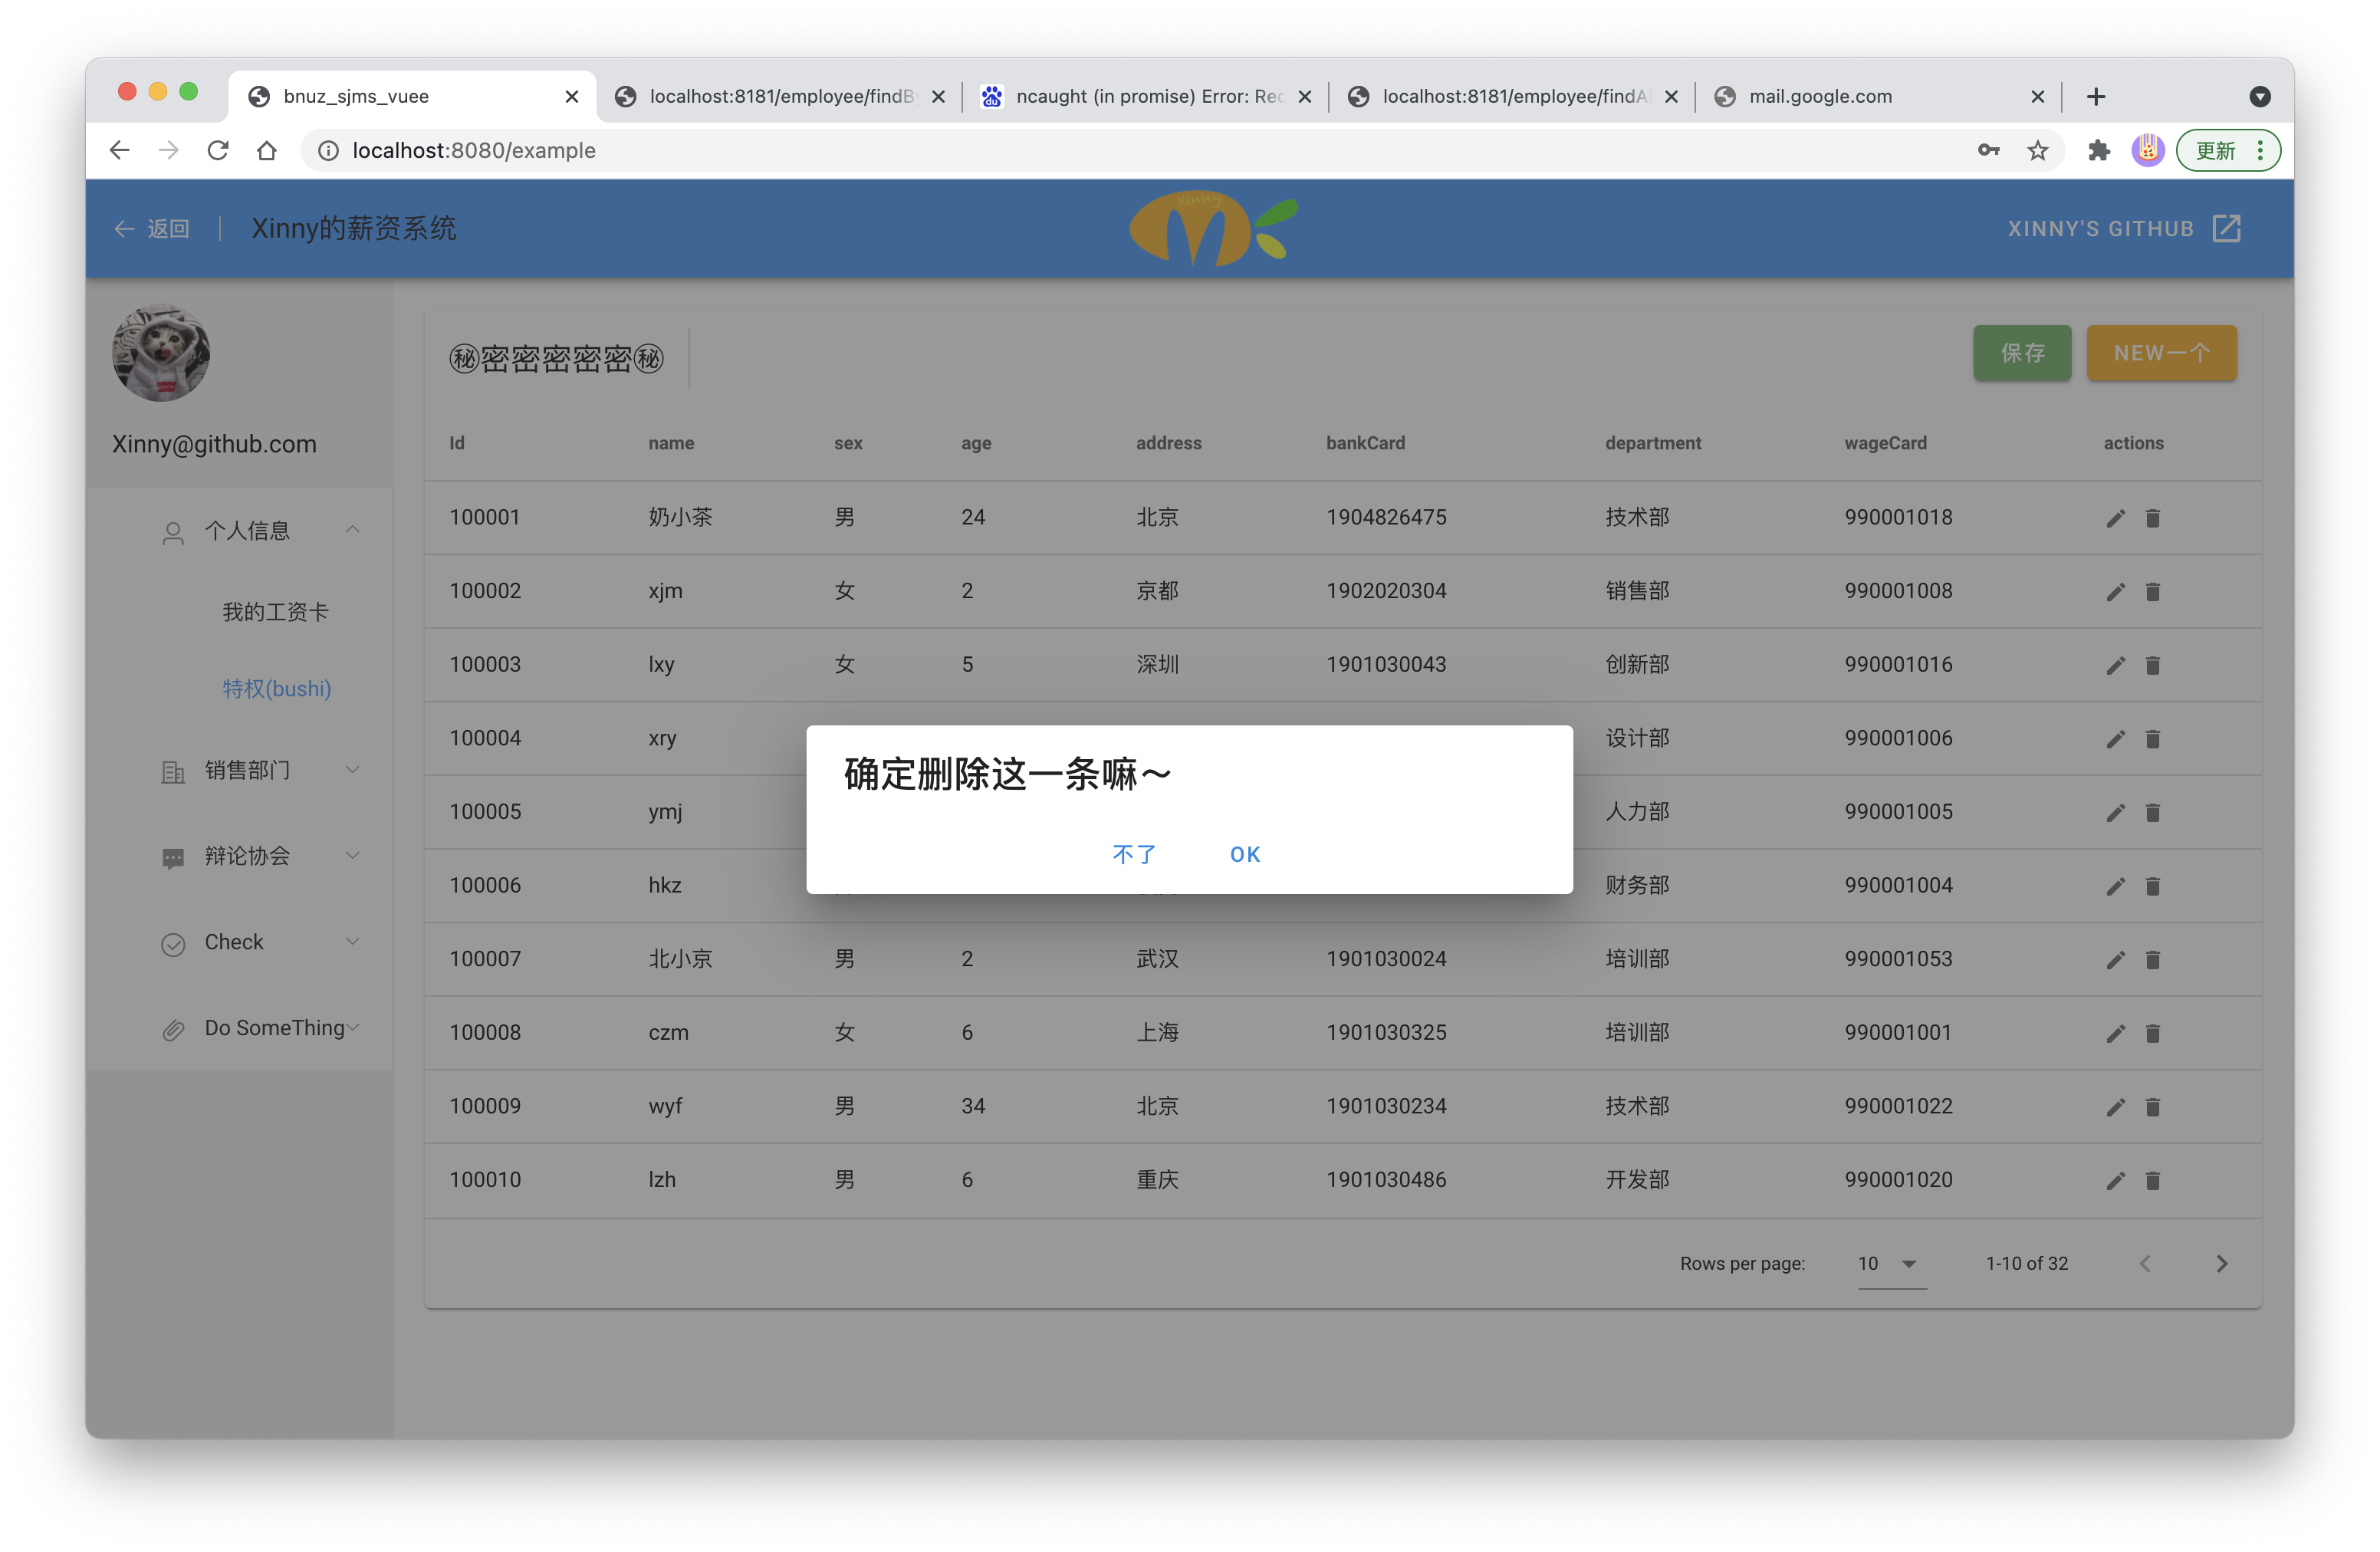 bnuz_sjms_vuee
localhost:8181/employee/findBy
ncaught (in promise) Error: Rec
localhost:8181/employee/findAl
mail.google.com
localhost:8080/example
更新
返回
Xinny的薪资系统
xinny
XINNY'S GITHUB
Xinny@github.com
个人信息
我的工资卡
特权(bushi)
销售部门
辩论协会
Check
Do SomeThing
㊙密密密密密㊙
保存
NEW一个
Id name sex age address bankCard department wageCard actions
100001 奶小茶 男 24 北京 1904826475 技术部 990001018
100002 xjm 女 2 京都 1902020304 销售部 990001008
100003 lxy 女 5 深圳 1901030043 创新部 990001016
100004 xry 设计部 990001006
100005 ymj 人力部 990001005
100006 hkz 财务部 990001004
100007 北小京 男 2 武汉 1901030024 培训部 990001053
100008 czm 女 6 上海 1901030325 培训部 990001001
100009 wyf 男 34 北京 1901030234 技术部 990001022
100010 lzh 男 6 重庆 1901030486 开发部 990001020
确定删除这一条嘛～
不了 OK
Rows per page: 10 1-10 of 32